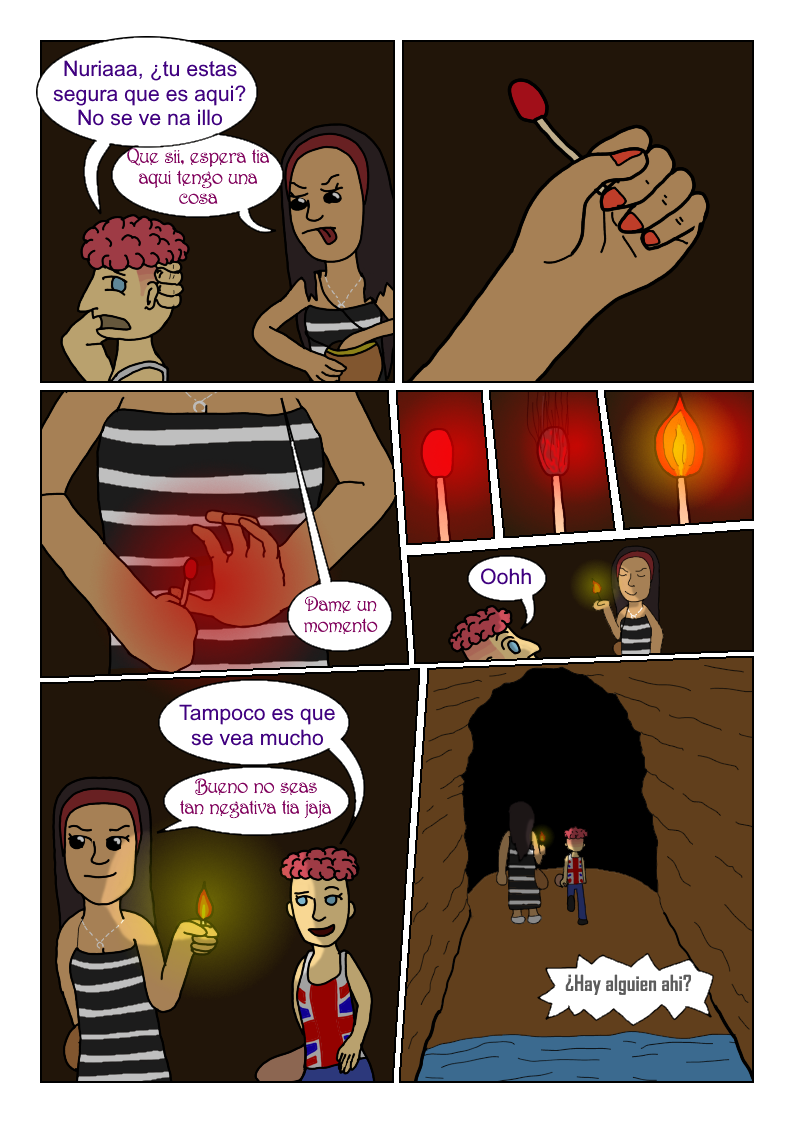 Nuriaaa, ¿tu estas
segura que es aqui?
No se ve na illo
Que sii, espera tia
aqui tengo una
cosa
Dame un
momento
Oohh
Tampoco es que
se vea mucho
Bueno no seas
tan negativa tia jaja
¿Hay alguien ahi?